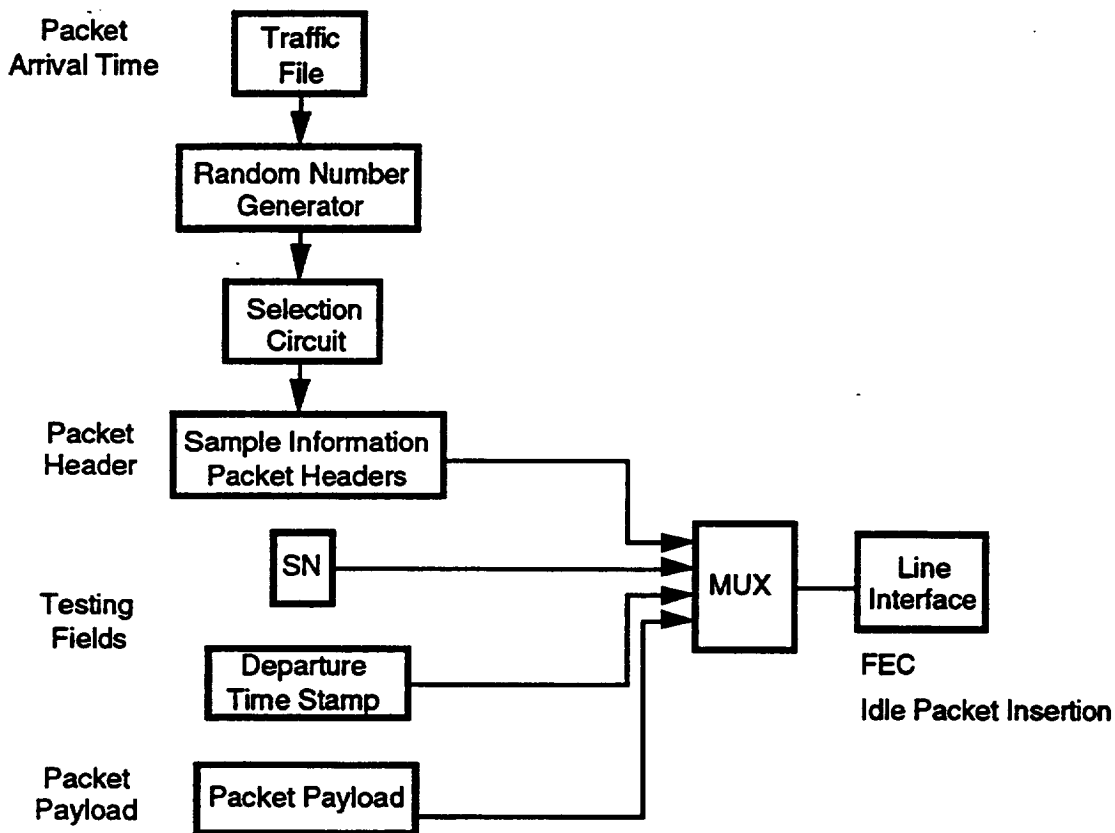 Packet
Arrival Time
Traffic
File
Random Number
Generator
Selection
Circuit
Packet
Header
Sample Information
Packet Headers
SN
Testing
Fields
Departure
Time Stamp
Packet
Payload
Packet Payload
MUX
Line
Interface
FEC
Idle Packet Insertion